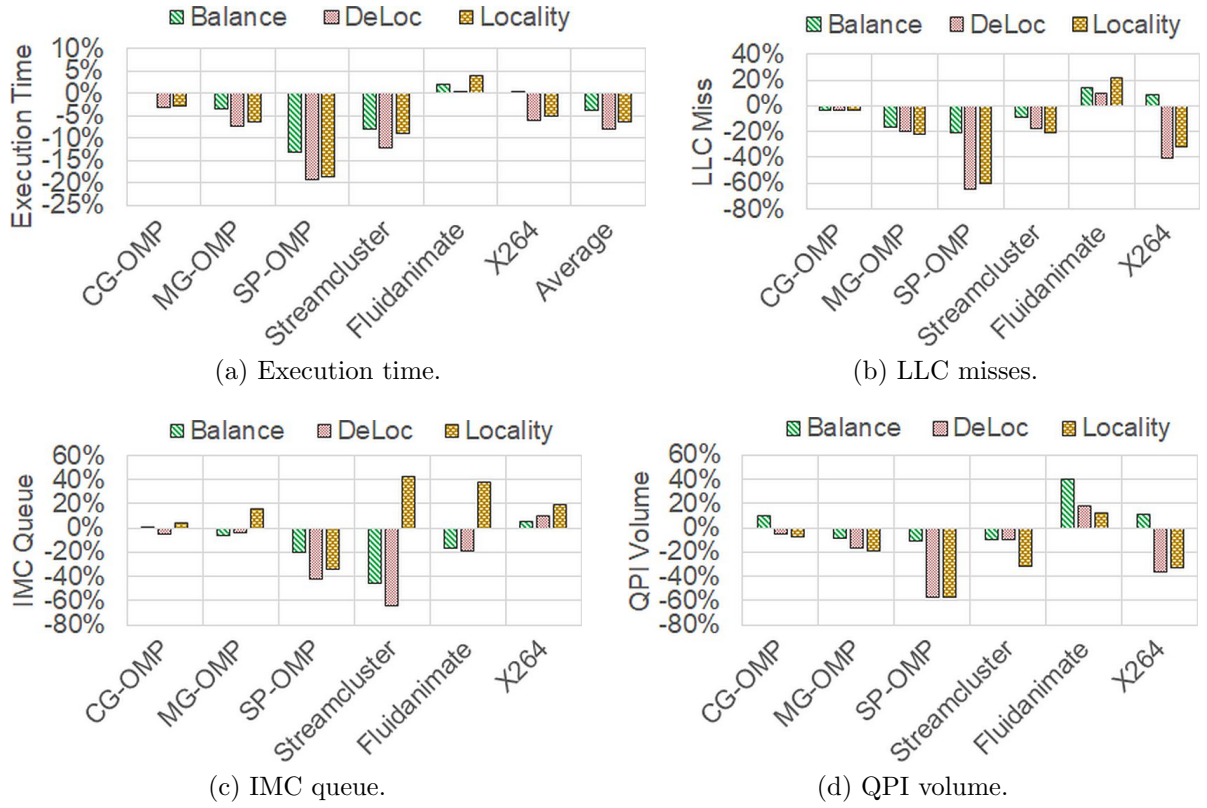 Balance DeLoc Locality
Execution Time
10%
5%
0%
-5%
-10%
-15%
-20%
-25%
CG-OMP
MG-OMP
SP-OMP
Streamcluster
Fluidanimate
X264
Average
(a) Execution time.
Balance DeLoc Locality
LLC Miss
40%
20%
0%
-20%
-40%
-60%
-80%
CG-OMP
MG-OMP
SP-OMP
Streamcluster
Fluidanimate
X264
(b) LLC misses.
Balance DeLoc Locality
IMC Queue
60%
40%
20%
0%
-20%
-40%
-60%
-80%
CG-OMP
MG-OMP
SP-OMP
Streamcluster
Fluidanimate
X264
(c) IMC queue.
Balance DeLoc Locality
QPI Volume
60%
40%
20%
0%
-20%
-40%
-60%
-80%
CG-OMP
MG-OMP
SP-OMP
Streamcluster
Fluidanimate
X264
(d) QPI volume.